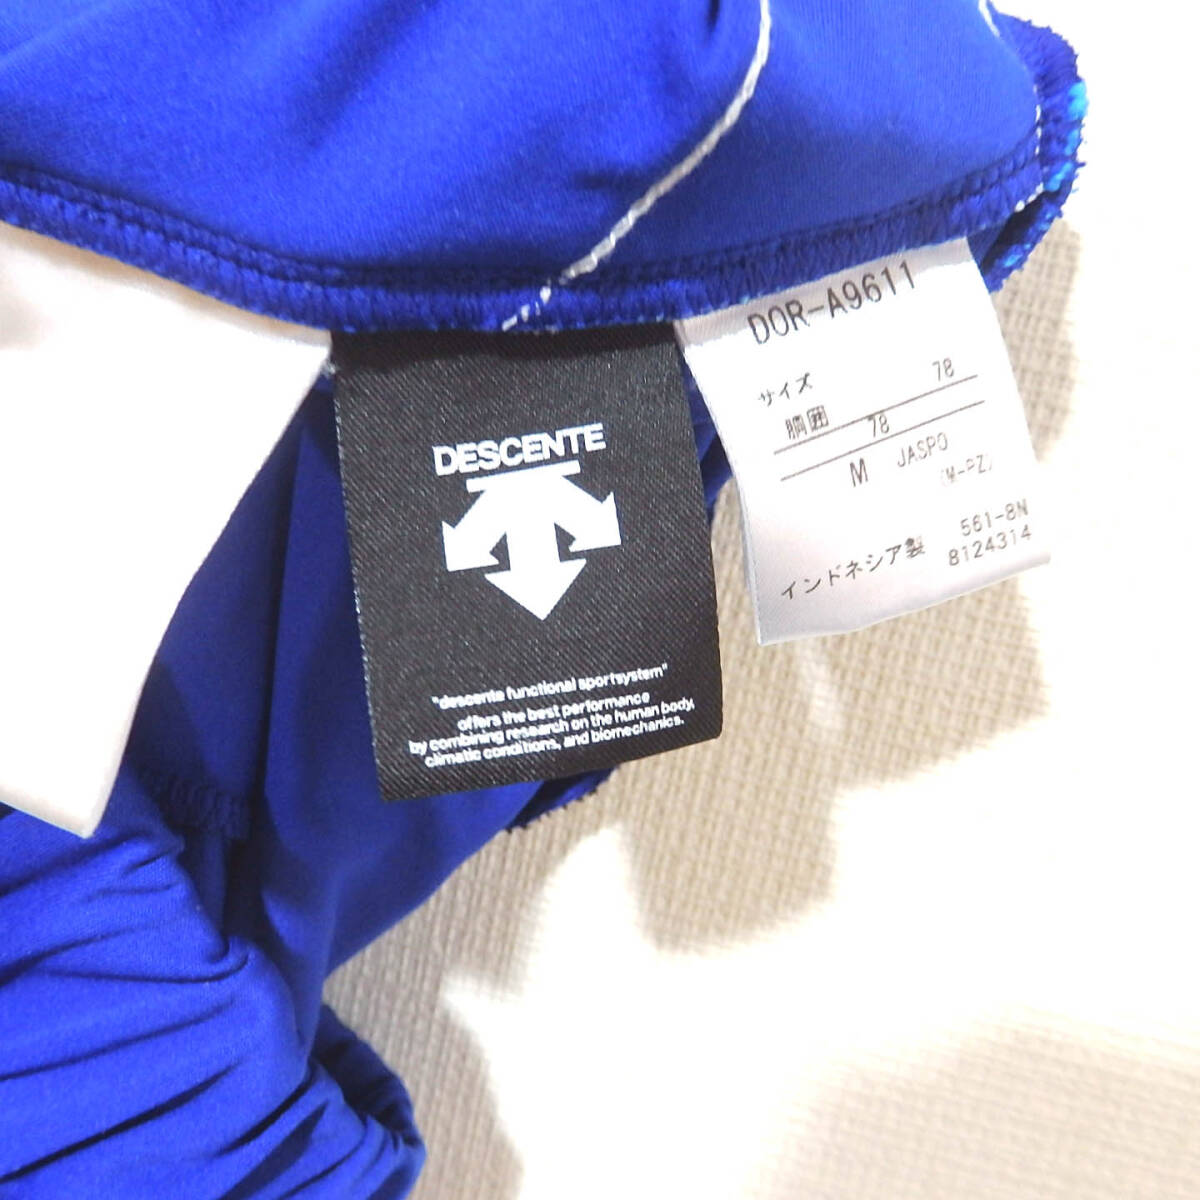 DESCENTE
"descente functional sportsystem"
offers the best performance
by combining research on the human body,
climatic conditions, and biomechanics.
DOR-A9611
サイズ 78
胴囲 78
M JASPO
(M-PZ)
561-8N
インドネシア製 8124314